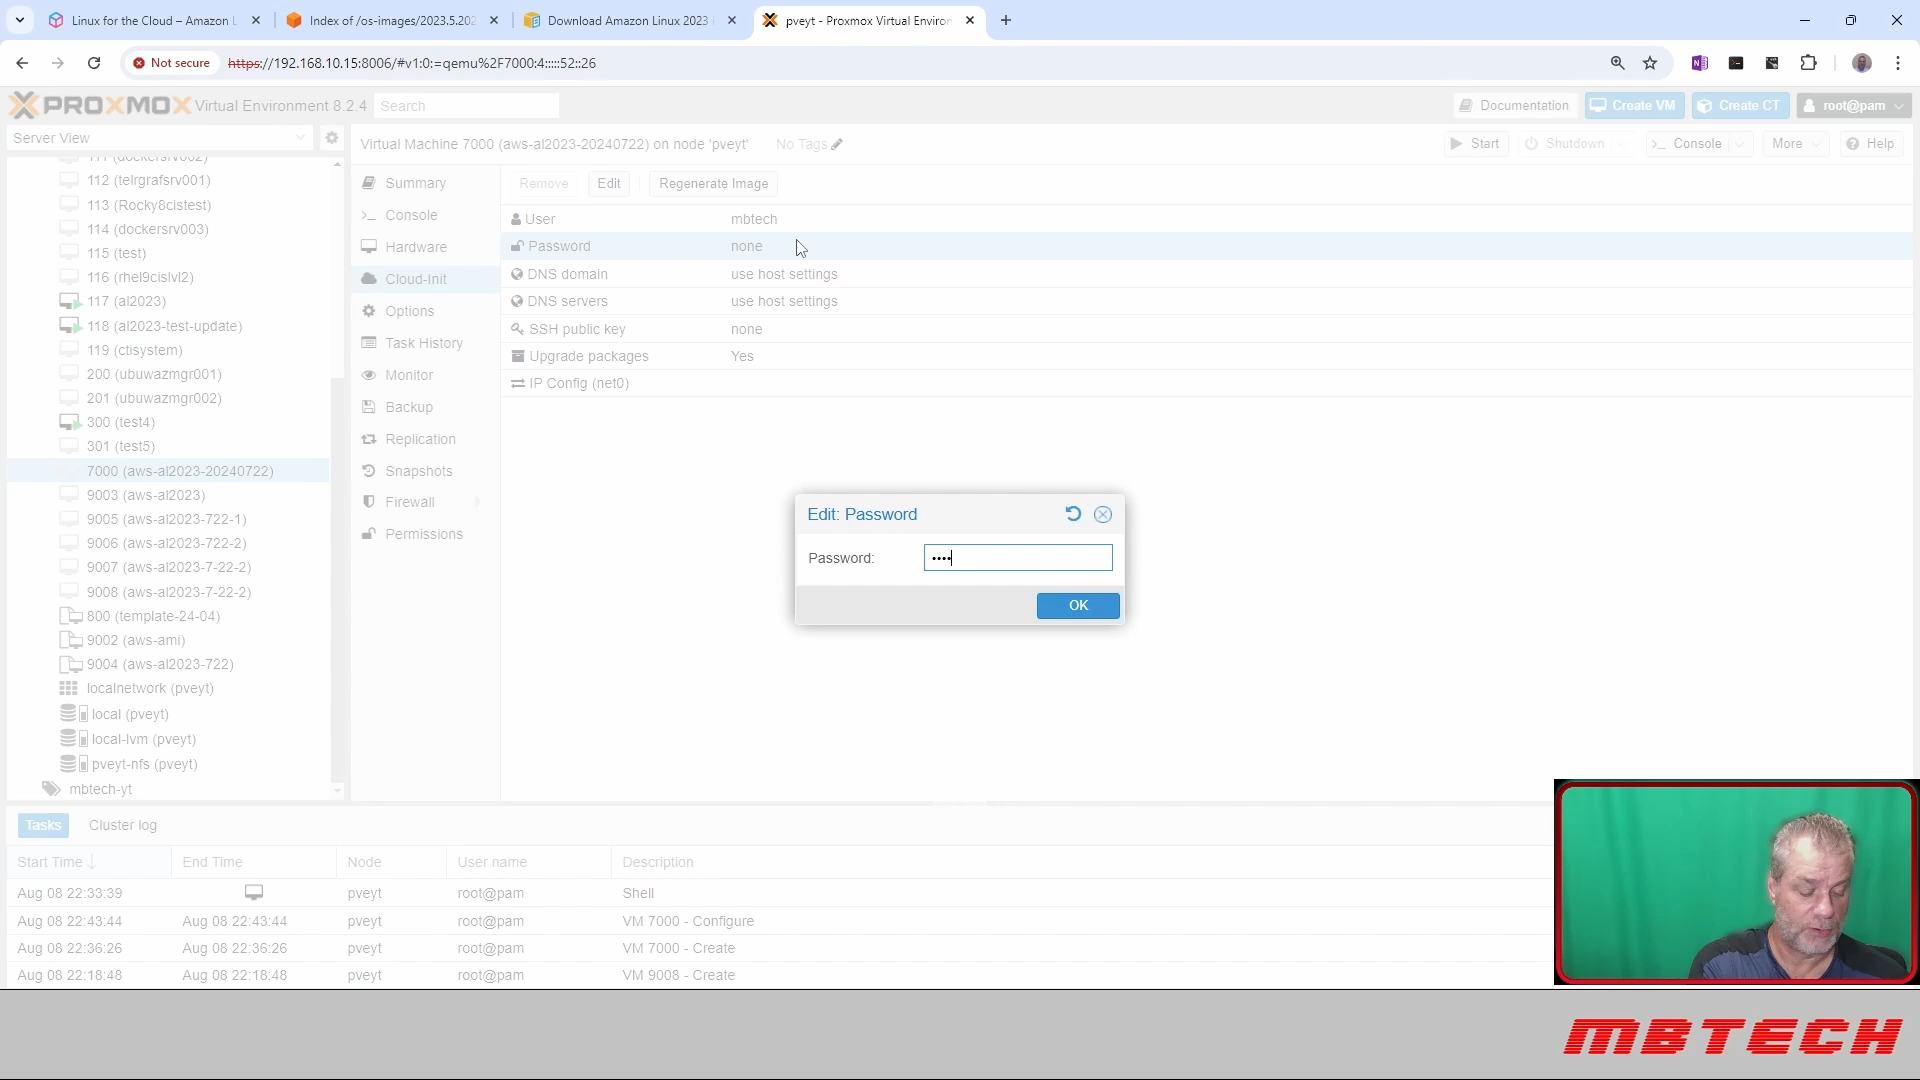 Linux for the Cloud – Amazon L
Index of /os-images/2023.5.202
Download Amazon Linux 2023
pveyt - Proxmox Virtual Environ
Not secure
https://192.168.10.15:8006/#v1:0:=qemu%2F7000:4:::::52::26
PROXMOX Virtual Environment 8.2.4
Search
Documentation
Create VM
Create CT
root@pam
Server View
Virtual Machine 7000 (aws-al2023-20240722) on node 'pveyt'
No Tags
Start
Shutdown
Console
More
Help
111 (dockersrv002)
112 (telrgrafsrv001)
113 (Rocky8cistest)
114 (dockersrv003)
115 (test)
116 (rhel9cislvl2)
117 (al2023)
118 (al2023-test-update)
119 (ctisystem)
200 (ubuwazmgr001)
201 (ubuwazmgr002)
300 (test4)
301 (test5)
7000 (aws-al2023-20240722)
9003 (aws-al2023)
9005 (aws-al2023-722-1)
9006 (aws-al2023-722-2)
9007 (aws-al2023-7-22-2)
9008 (aws-al2023-7-22-2)
800 (template-24-04)
9002 (aws-ami)
9004 (aws-al2023-722)
localnetwork (pveyt)
local (pveyt)
local-lvm (pveyt)
pveyt-nfs (pveyt)
mbtech-yt
Summary
Console
Hardware
Cloud-Init
Options
Task History
Monitor
Backup
Replication
Snapshots
Firewall
Permissions
Remove
Edit
Regenerate Image
User mbtech
Password none
DNS domain use host settings
DNS servers use host settings
SSH public key none
Upgrade packages Yes
IP Config (net0)
Edit: Password
Password: ••••
OK
Tasks
Cluster log
Start Time End Time Node User name Description
Aug 08 22:33:39 pveyt root@pam Shell
Aug 08 22:43:44 Aug 08 22:43:44 pveyt root@pam VM 7000 - Configure
Aug 08 22:36:26 Aug 08 22:36:26 pveyt root@pam VM 7000 - Create
Aug 08 22:18:48 Aug 08 22:18:48 pveyt root@pam VM 9008 - Create
MBTECH